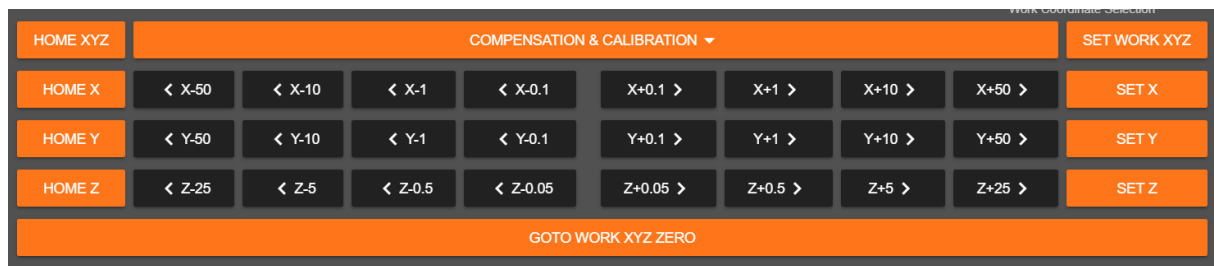 Work Coordinate Selection
HOME XYZ COMPENSATION & CALIBRATION SET WORK XYZ
HOME X X-50 X-10 X-1 X-0.1 X+0.1 X+1 X+10 X+50 SET X
HOME Y Y-50 Y-10 Y-1 Y-0.1 Y+0.1 Y+1 Y+10 Y+50 SET Y
HOME Z Z-25 Z-5 Z-0.5 Z-0.05 Z+0.05 Z+0.5 Z+5 Z+25 SET Z
GOTO WORK XYZ ZERO